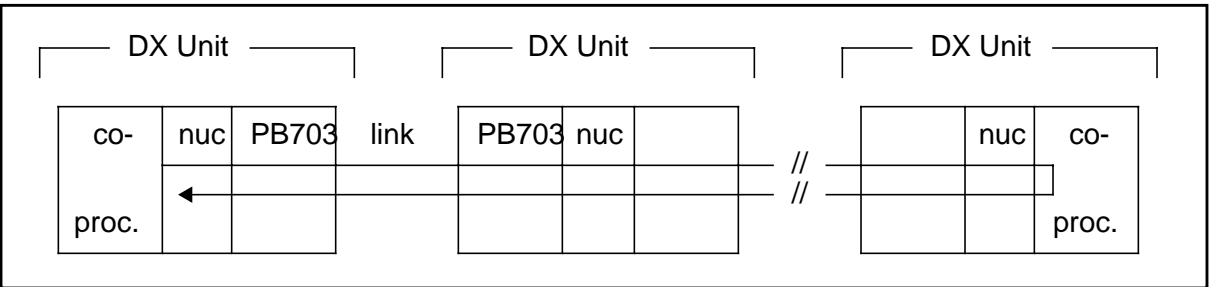 DX Unit DX Unit DX Unit
co- nuc PB703 link PB703 nuc nuc co-
//
//
proc. proc.